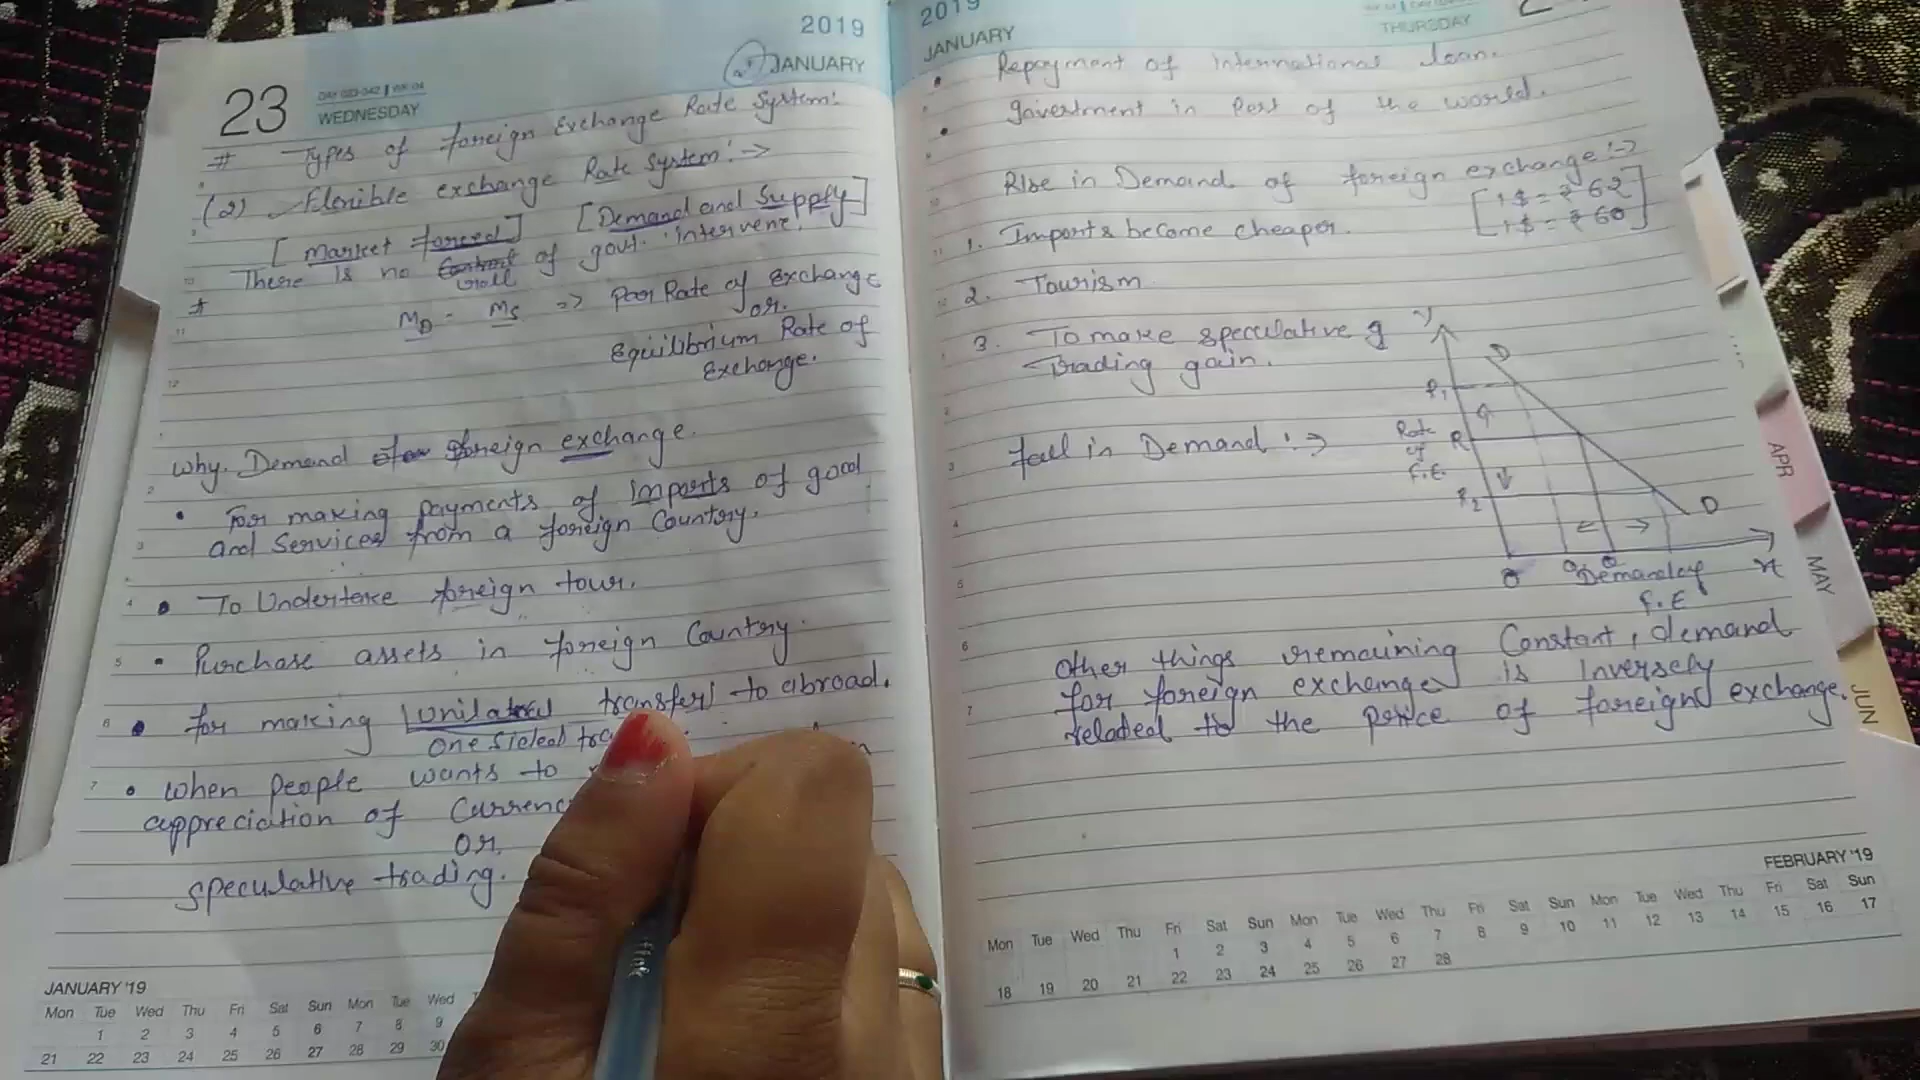 2019
JANUARY
23
WEDNESDAY
# Types of foreign Exchange Rate System:
(2) Flexible exchange Rate System:→
[Market forced] [Demand and Supply]
There is no of govt. intervene.
# MD = MS => Parr Rate of exchange
or.
Equilibrium Rate of
Exchange.
Why. Demand for foreign exchange.
• For making payments of imports of good
and Services from a foreign Country.
• To Undertake foreign tour.
• Purchase assets in foreign Country.
• for making unilateral transfer to abroad.
one sided
• When people wants to
appreciation of
or
speculative trading.
JANUARY '19
Mon Tue Wed Thu Fri Sat Sun Mon Tue Wed
1 2 3 4 5 6 7 8 9
21 22 23 24 25 26 27 28 29 30
2019
JANUARY
THURSDAY
• Repayment of international loan.
• in Rest of the world.
Rise in Demand of foreign exchange:→
[1$ = ₹62
1$ = ₹60]
1. Imports become cheaper.
2. Tourism
3. To make speculative
Trading gain.
fall in Demand:→
Y
D
R1
Rate of F.E.
R
R2
D
O
Demand of
F.E
X
Other things remaining Constant, demand
for foreign exchange is inversely
related to the price of foreign exchange.
APR
MAY
JUN
FEBRUARY '19
Mon Tue Wed Thu Fri Sat Sun Mon Tue Wed Thu Fri Sat Sun Mon Tue Wed Thu Fri Sat Sun
1 2 3 4 5 6 7 8 9 10 11 12 13 14 15 16 17
18 19 20 21 22 23 24 25 26 27 28